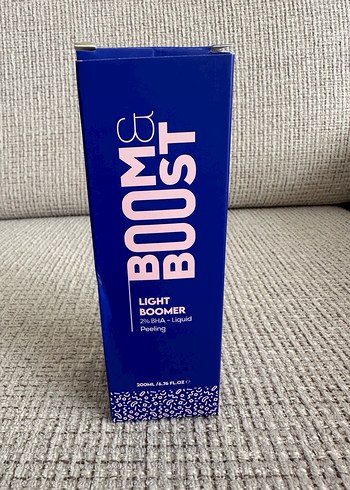 BOOM&
BOOST
LIGHT
BOOMER
2% BHA - Liquid
Peeling
200ML /6.76 FL.OZ ℮